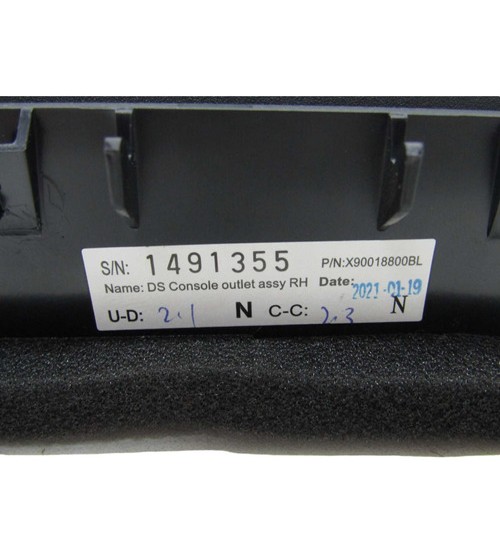 S/N: 1491355 P/N:X90018800BL
Name: DS Console outlet assy RH Date: 2021-01-19
U-D: 2.1 N C-C: 2.3 N